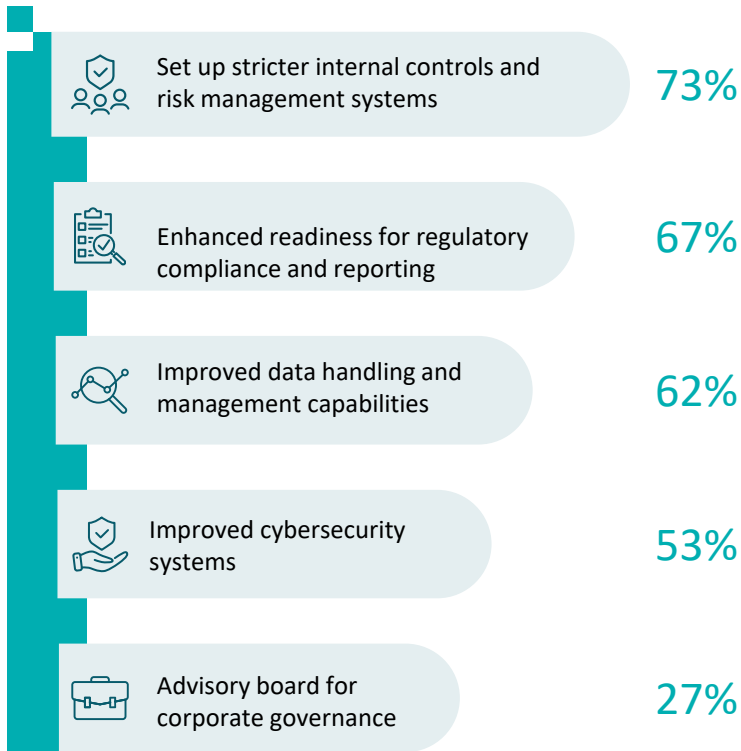 Set up stricter internal controls and
risk management systems
73%
Enhanced readiness for regulatory
compliance and reporting
67%
Improved data handling and
management capabilities
62%
Improved cybersecurity
systems
53%
Advisory board for
corporate governance
27%